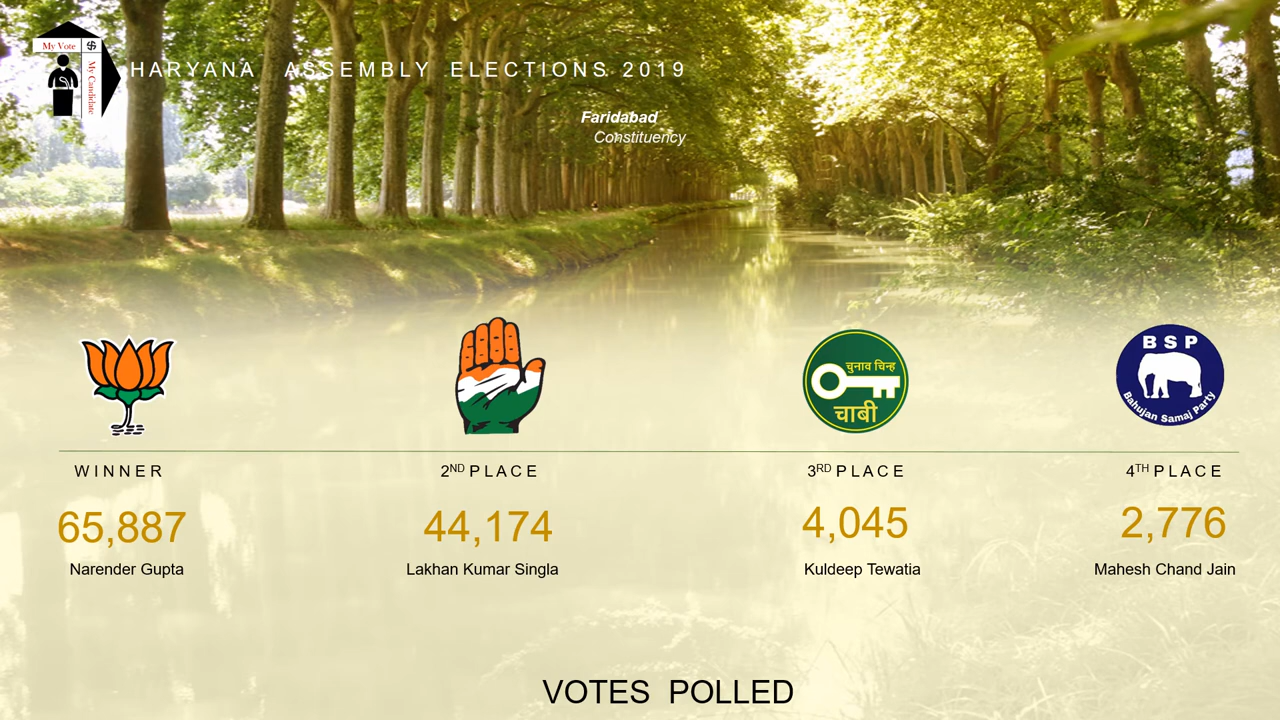 My Vote
My Candidate
HARYANA ASSEMBLY ELECTIONS 2019
Faridabad
Constituency
चुनाव चिन्ह
चाबी
BSP
Bahujan Samaj Party
WINNER
2ND PLACE
3RD PLACE
4TH PLACE
65,887
44,174
4,045
2,776
Narender Gupta
Lakhan Kumar Singla
Kuldeep Tewatia
Mahesh Chand Jain
VOTES POLLED